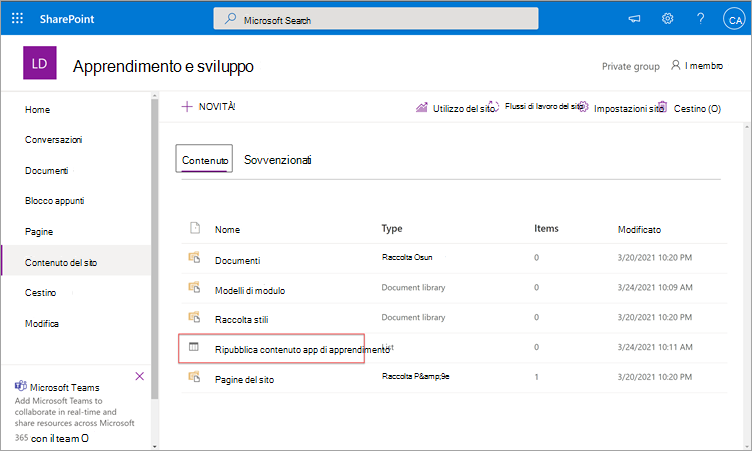 SharePoint
Microsoft Search
CA
LD
Apprendimento e sviluppo
Private group
I membro
Home
Conversazioni
Documenti
Blocco appunti
Pagine
Contenuto del sito
Cestino
Modifica
NOVITÀ!
Utilizzo del sito
Flussi di lavoro del sito
Impostazioni sito
Cestino (O)
Contenuto
Sovvenzionati
Nome Type Items Modificato
Documenti Raccolta Osun 0 3/20/2021 10:20 PM
Modelli di modulo Document library 0 3/24/2021 10:09 AM
Raccolta stili Document library 0 3/20/2021 10:20 PM
Ripubblica contenuto app di apprendimento List 0 3/24/2021 10:11 AM
Pagine del sito Raccolta P&amp;9e 1 3/20/2021 10:20 PM
Microsoft Teams
Add Microsoft Teams to
collaborate in real-time and
share resources across Microsoft
365 con il team O